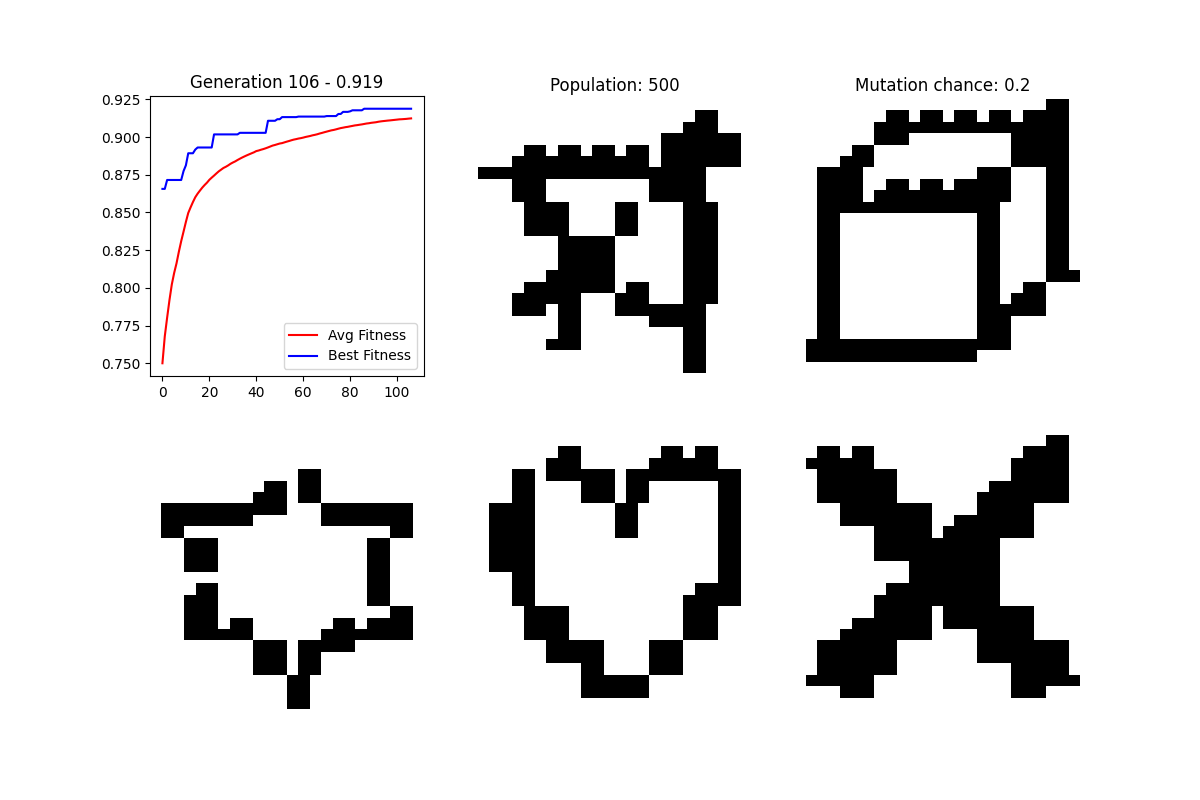 Generation 106 - 0.919
Population: 500
Mutation chance: 0.2
0.925
0.900
0.875
0.850
0.825
0.800
0.775
0.750
Avg Fitness
Best Fitness
0 20 40 60 80 100